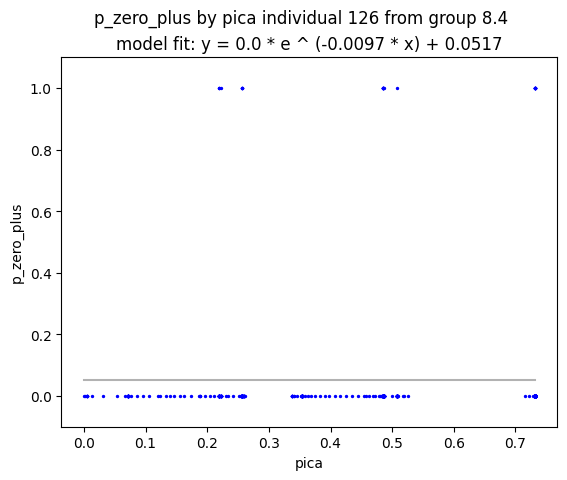 p_zero_plus by pica individual 126 from group 8.4
model fit: y = 0.0 * e ^ (-0.0097 * x) + 0.0517
1.0
0.8
0.6
0.4
0.2
0.0
p_zero_plus
0.0 0.1 0.2 0.3 0.4 0.5 0.6 0.7
pica